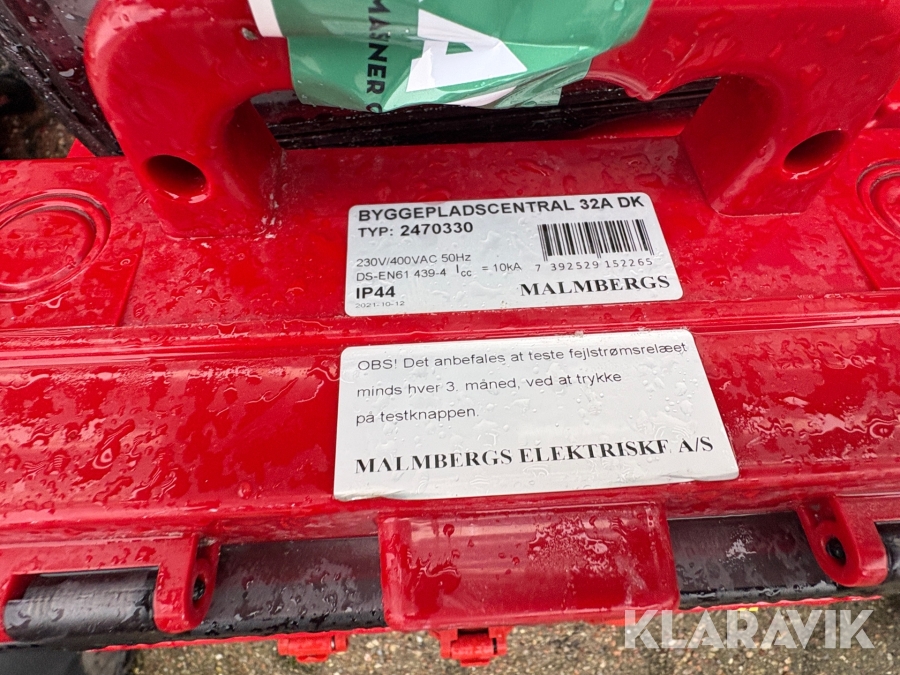 MASNER
A
BYGGEPLADSCENTRAL 32A DK
TYP: 2470330
230V/400VAC 50Hz
DS-EN61 439-4 Icc = 10kA
7 392529 152265
IP44
MALMBERGS
2021-10-12
OBS! Det anbefales at teste fejlstrømsrelæet
minds hver 3. måned, ved at trykke
på testknappen.
MALMBERGS ELEKTRISKE A/S
KLARAVIK